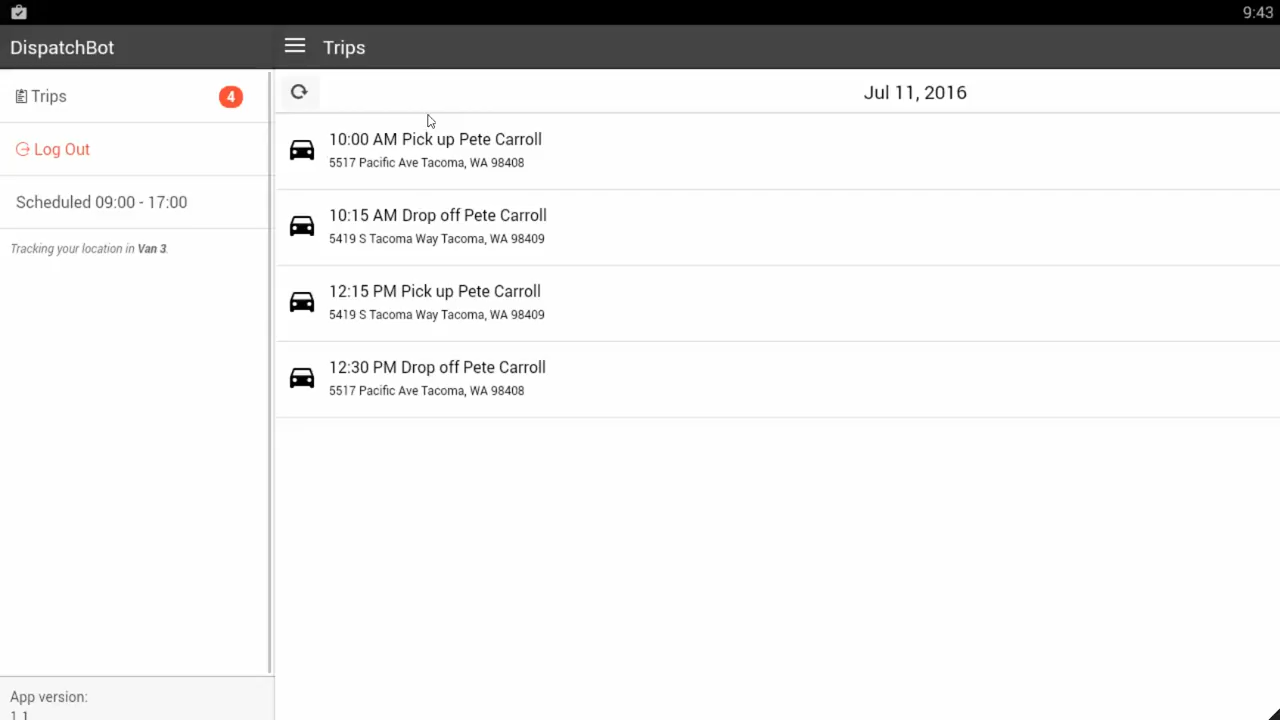 9:43
DispatchBot
Trips
Trips
4
Log Out
Scheduled 09:00 - 17:00
Tracking your location in Van 3.
App version:
1.1
Jul 11, 2016
10:00 AM Pick up Pete Carroll
5517 Pacific Ave Tacoma, WA 98408
10:15 AM Drop off Pete Carroll
5419 S Tacoma Way Tacoma, WA 98409
12:15 PM Pick up Pete Carroll
5419 S Tacoma Way Tacoma, WA 98409
12:30 PM Drop off Pete Carroll
5517 Pacific Ave Tacoma, WA 98408